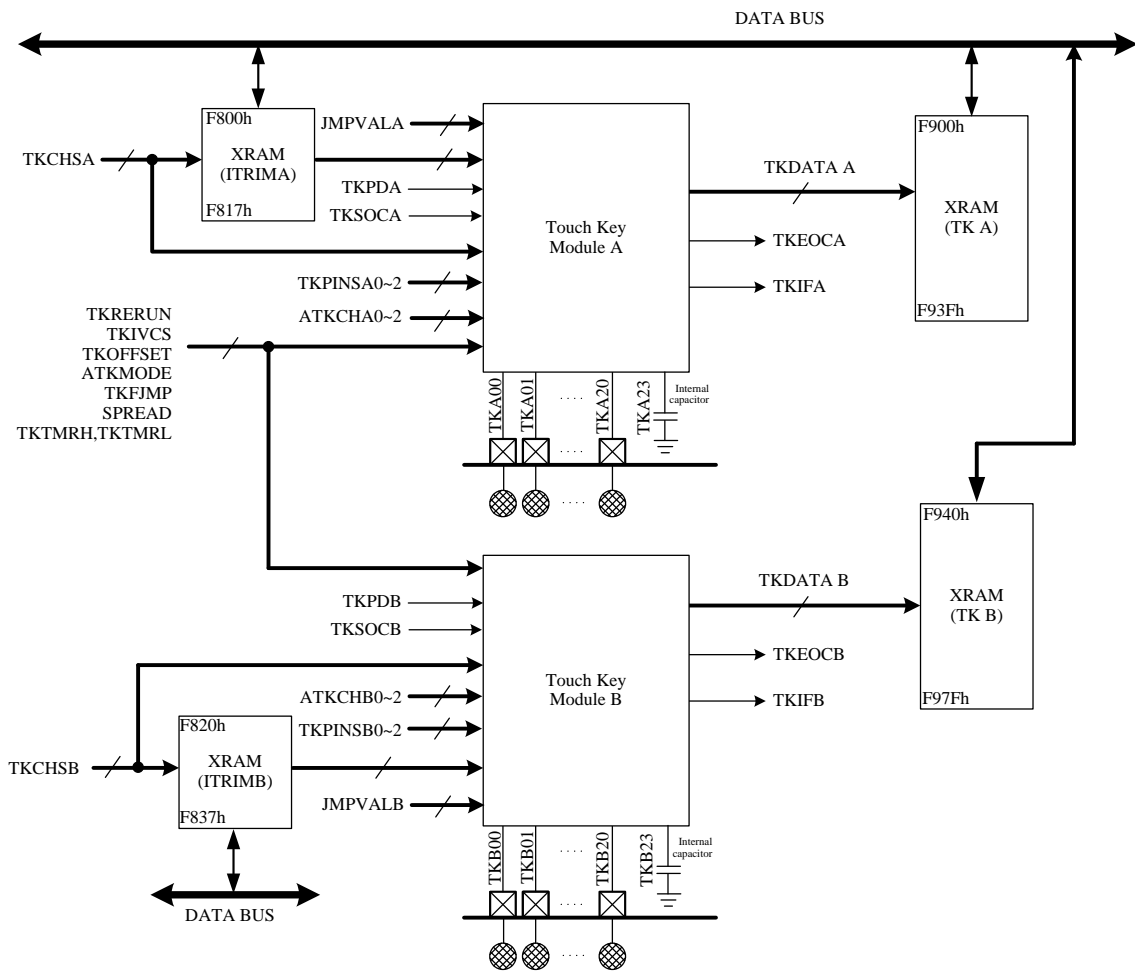 DATA BUS
F800h
XRAM
(ITRIMA)
F817h
TKCHSA
JMPVALA
TKPDA
TKSOCA
TKPINSA0~2
ATKCHA0~2
TKRERUN
TKIVCS
TKOFFSET
ATKMODE
TKFJMP
SPREAD
TKTMRH,TKTMRL
Touch Key
Module A
TKDATA A
TKEOCA
TKIFA
F900h
XRAM
(TK A)
F93Fh
TKA00
TKA01
. . . .
TKA20
TKA23
Internal
capacitor
. . . .
. . . .
F940h
XRAM
(TK B)
F97Fh
TKPDB
TKSOCB
ATKCHB0~2
TKPINSB0~2
JMPVALB
TKCHSB
F820h
XRAM
(ITRIMB)
F837h
DATA BUS
Touch Key
Module B
TKDATA B
TKEOCB
TKIFB
TKB00
TKB01
. . . .
TKB20
TKB23
Internal
capacitor
. . . .
. . . .